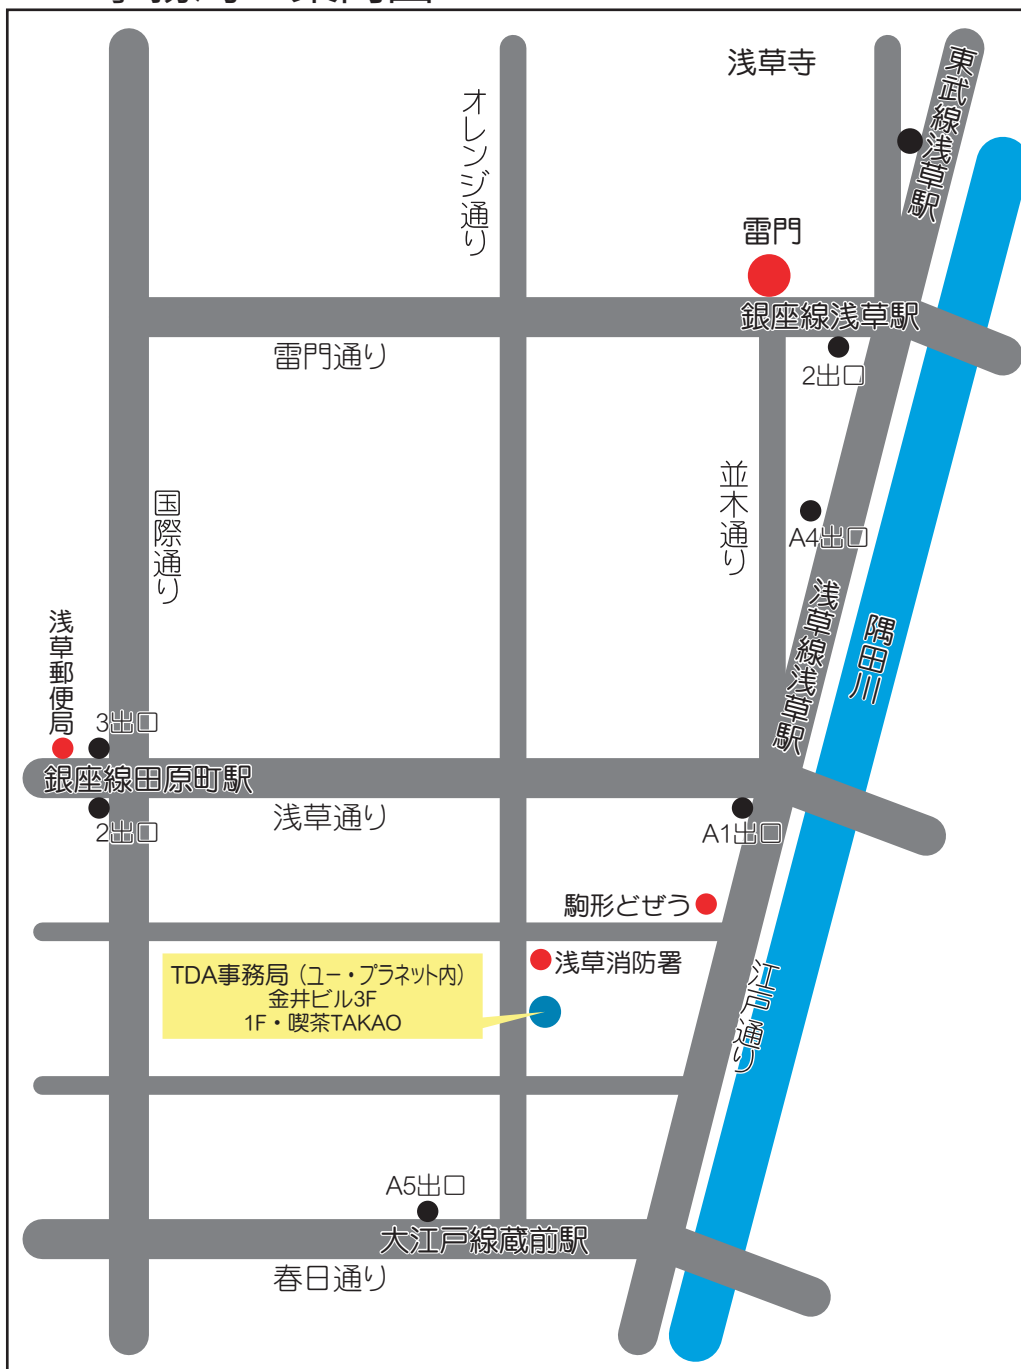 浅草寺
東武線浅草駅
オレンジ通り
雷門
銀座線浅草駅
雷門通り
2出口
並木通り
国際通り
A4出口
浅草線浅草駅
隅田川
浅草郵便局
3出口
銀座線田原町駅
2出口
浅草通り
A1出口
駒形どぜう
浅草消防署
TDA事務局（ユー・プラネット内）
金井ビル3F
1F・喫茶TAKAO
江戸通り
A5出口
大江戸線蔵前駅
春日通り